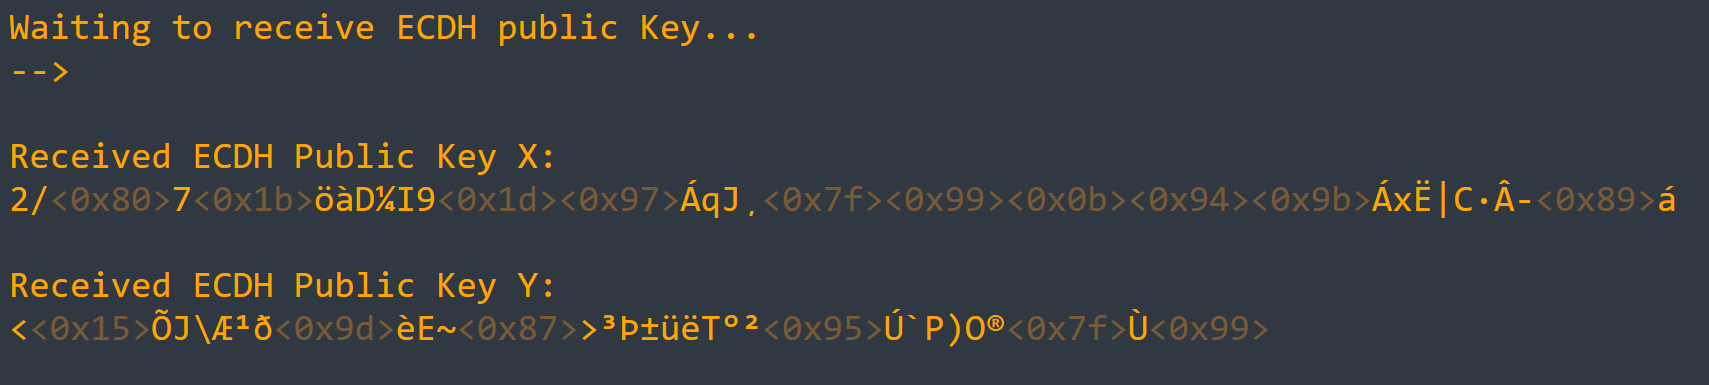 Waiting to receive ECDH public Key...
-->
Received ECDH Public Key X:
2/<0x80>7<0x1b>öàD¼I9<0x1d><0x97>ÁqJ¸<0x7f><0x99><0x0b><0x94><0x9b>ÁxË|C·Â-<0x89>á
Received ECDH Public Key Y:
<<0x15>ÕJ\Æ¹ð<0x9d>èE~<0x87>>³Þ±üëTº²<0x95>Ú`P)O®<0x7f>Ù<0x99>